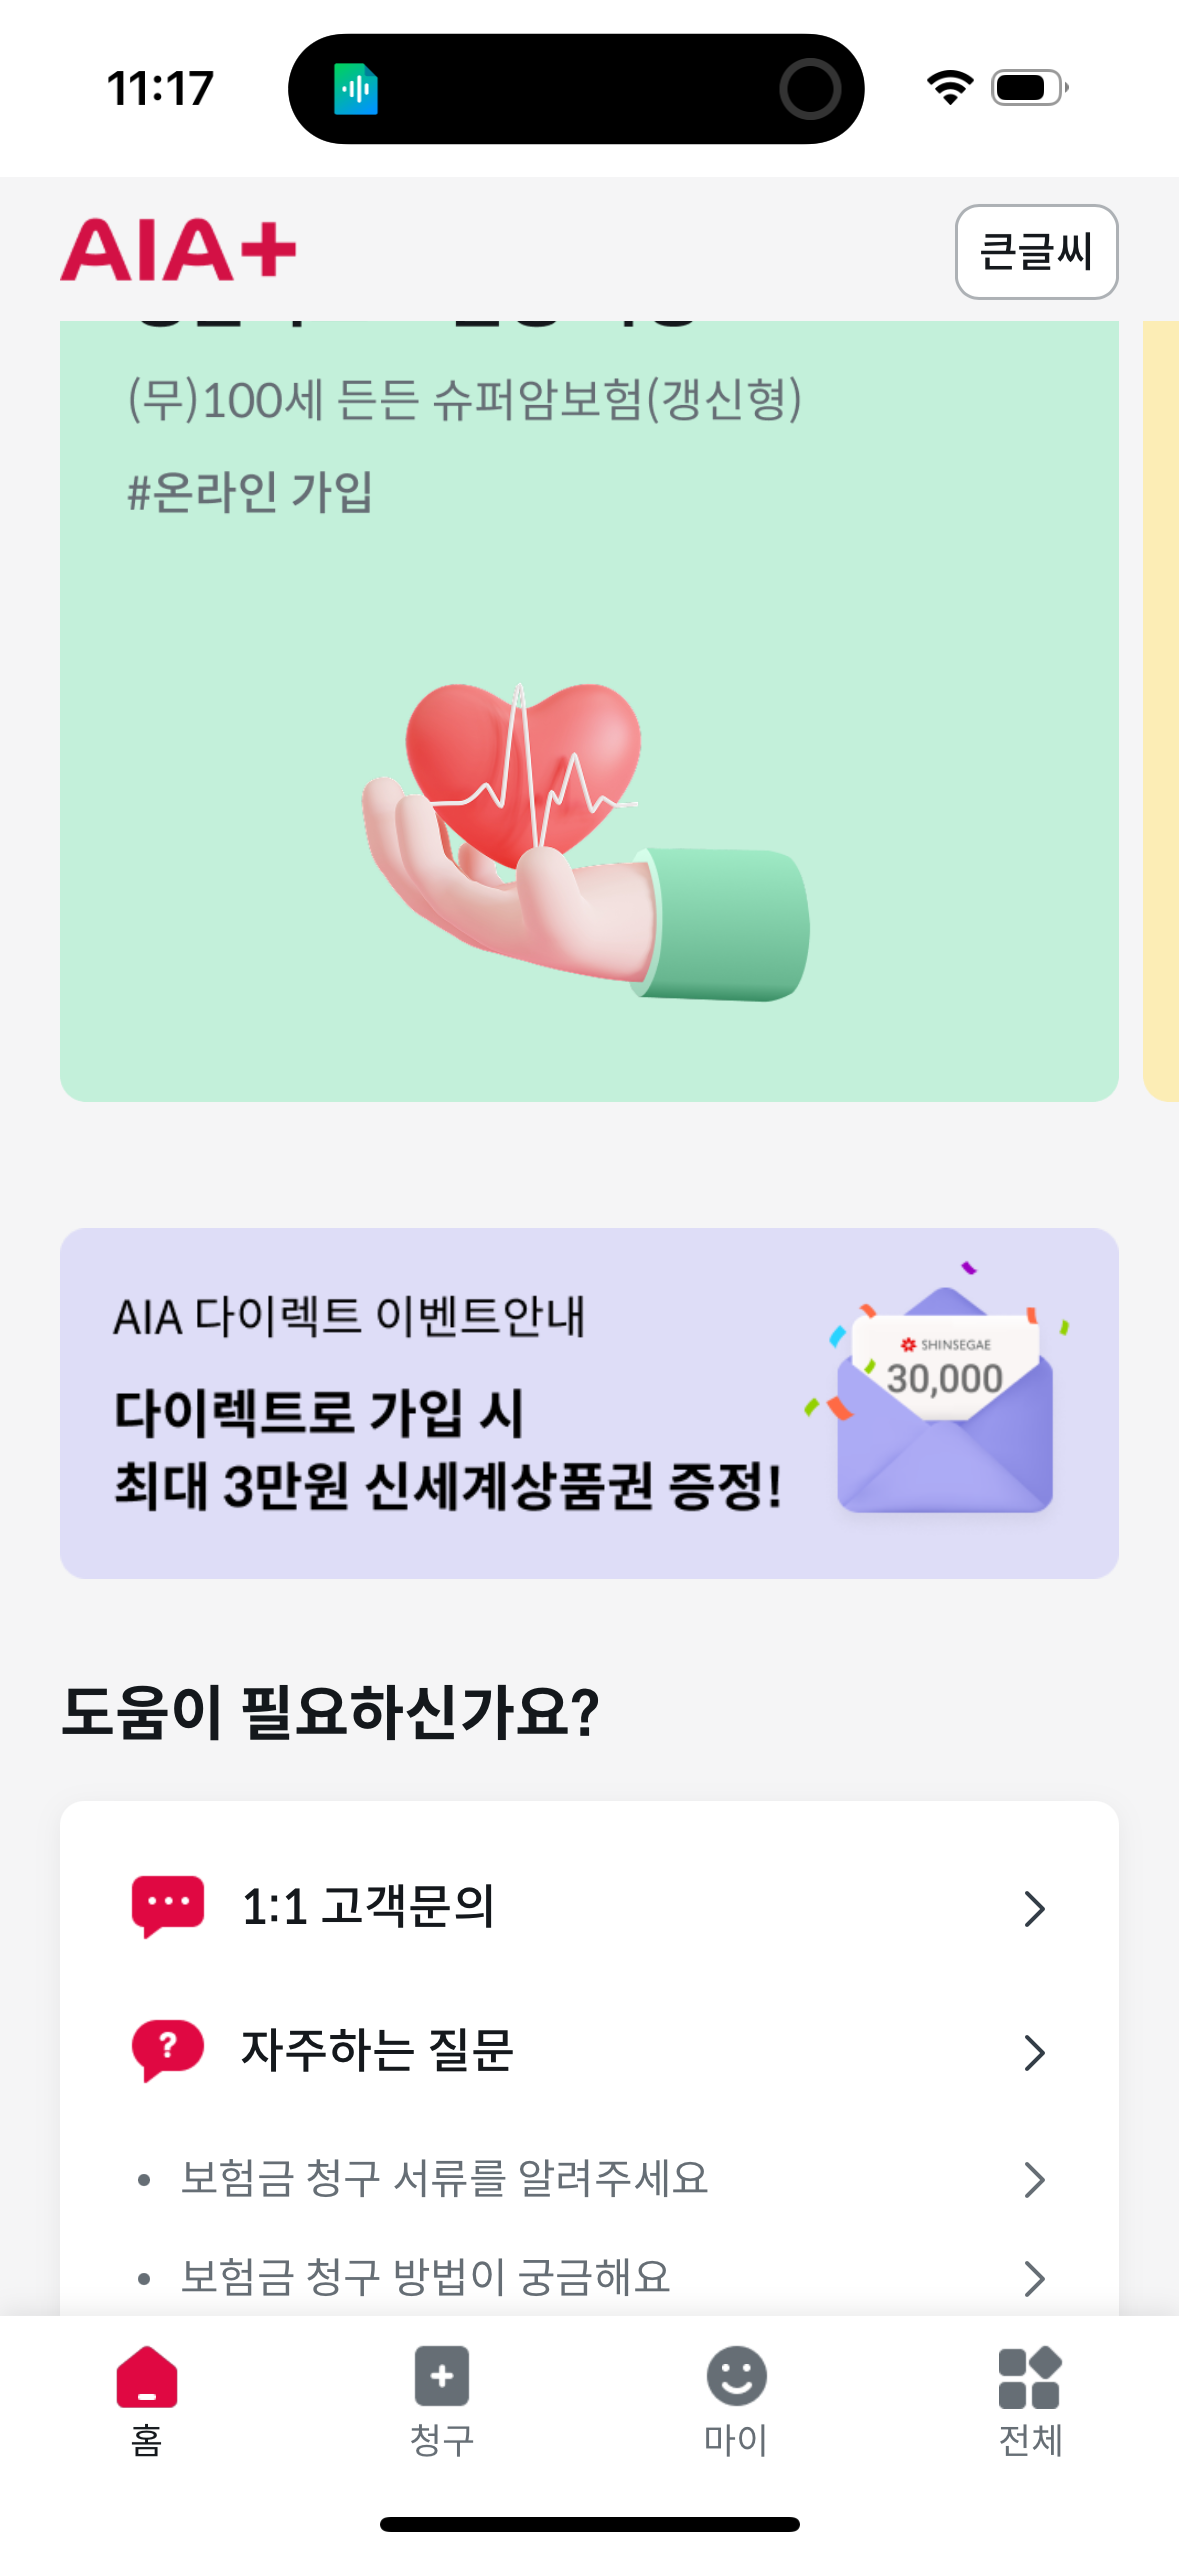 11:17
AIA+
큰글씨
(무)100세 든든 슈퍼암보험(갱신형)
#온라인 가입
AIA 다이렉트 이벤트안내
다이렉트로 가입 시
최대 3만원 신세계상품권 증정!
SHINSEGAE
30,000
도움이 필요하신가요?
1:1 고객문의
자주하는 질문
• 보험금 청구 서류를 알려주세요
• 보험금 청구 방법이 궁금해요
홈
청구
마이
전체